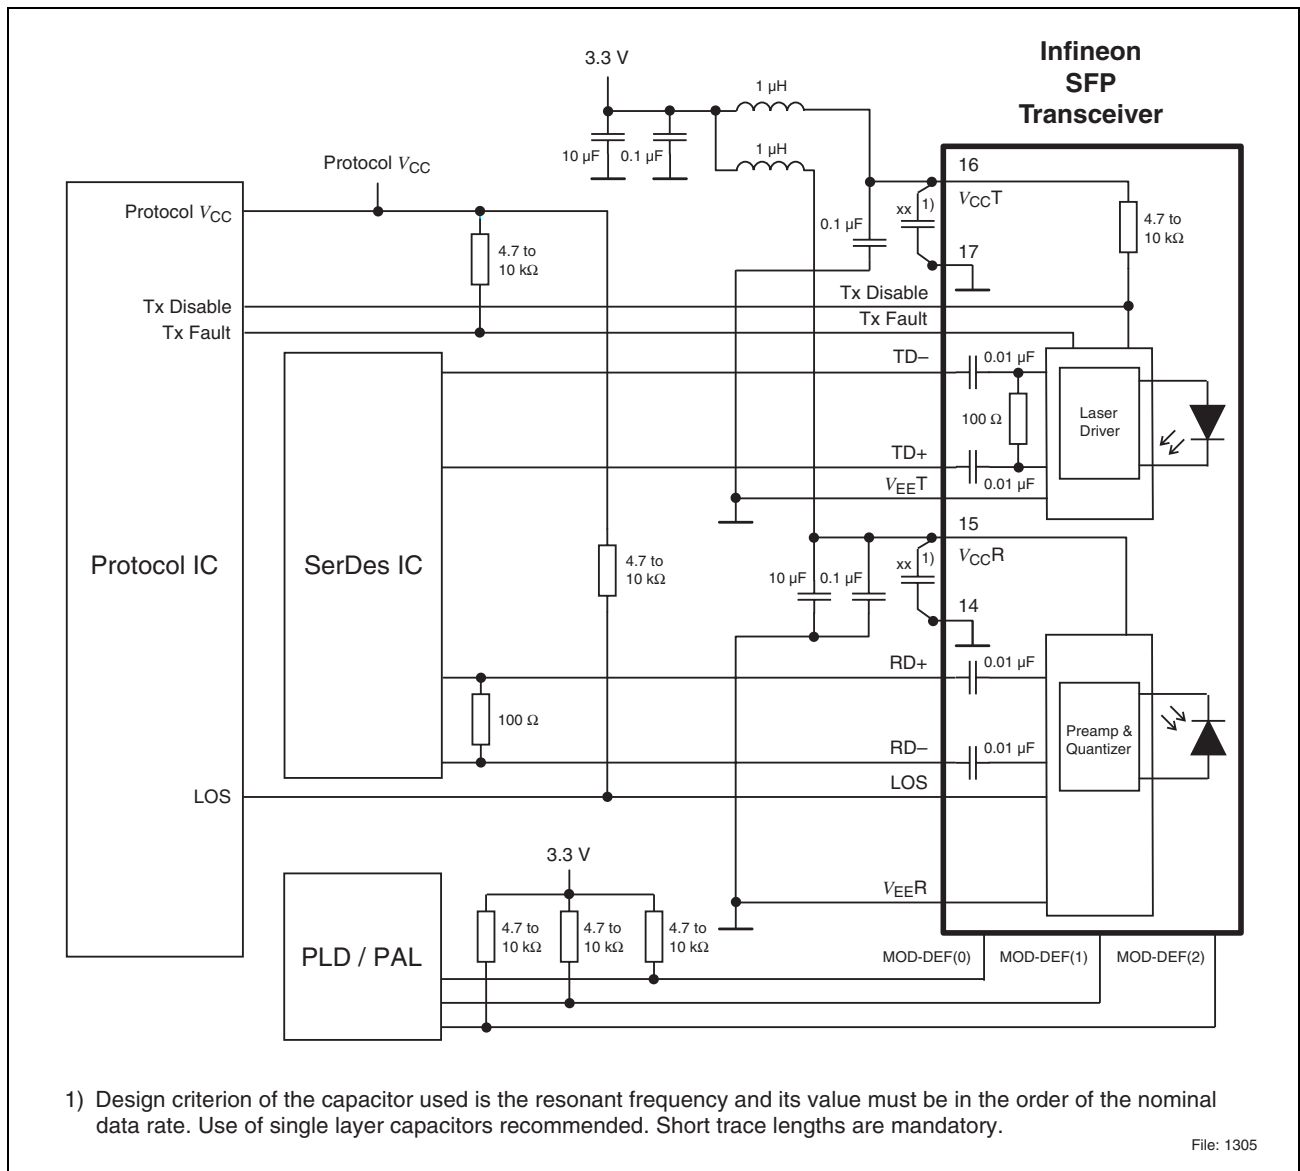 Infineon
SFP
Transceiver
3.3 V
1 µH
10 µF
0.1 µF
1 µH
Protocol VCC
16
VCCT
xx
1)
4.7 to
10 kΩ
Protocol VCC
0.1 µF
4.7 to
10 kΩ
17
Tx Disable
Tx Disable
Tx Fault
Tx Fault
TD–
0.01 µF
100 Ω
Laser
Driver
TD+
0.01 µF
VEET
15
VCCR
xx
1)
Protocol IC
SerDes IC
4.7 to
10 kΩ
10 µF
0.1 µF
14
RD+
0.01 µF
100 Ω
Preamp &
Quantizer
RD–
0.01 µF
LOS
LOS
3.3 V
VEER
PLD / PAL
4.7 to
10 kΩ
4.7 to
10 kΩ
4.7 to
10 kΩ
MOD-DEF(0)
MOD-DEF(1)
MOD-DEF(2)
1) Design criterion of the capacitor used is the resonant frequency and its value must be in the order of the nominal
data rate. Use of single layer capacitors recommended. Short trace lengths are mandatory.
File: 1305